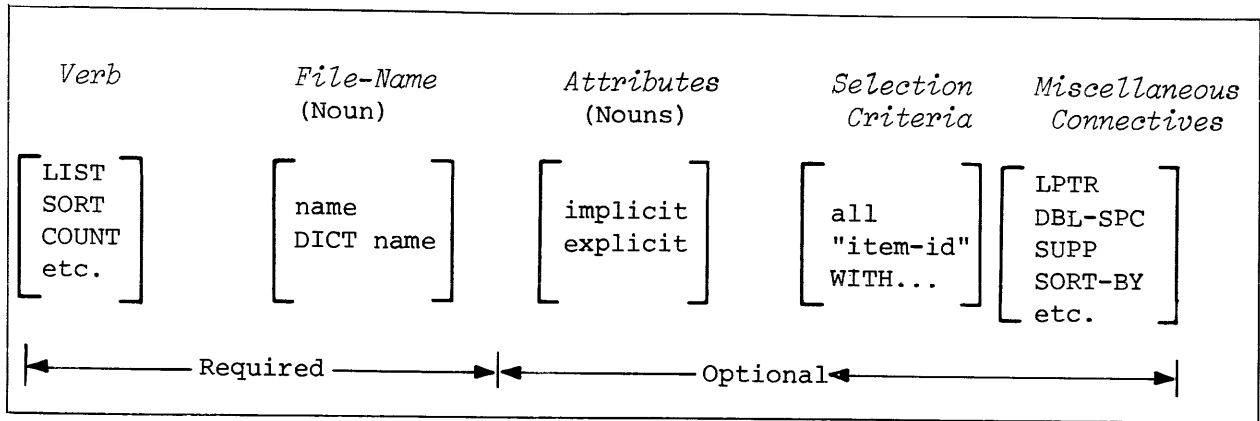 Verb File-Name Attributes Selection Miscellaneous
(Noun) (Nouns) Criteria Connectives
LIST name implicit all LPTR
SORT DICT name explicit "item-id" DBL-SPC
COUNT WITH... SUPP
etc. SORT-BY
etc.
Required Optional